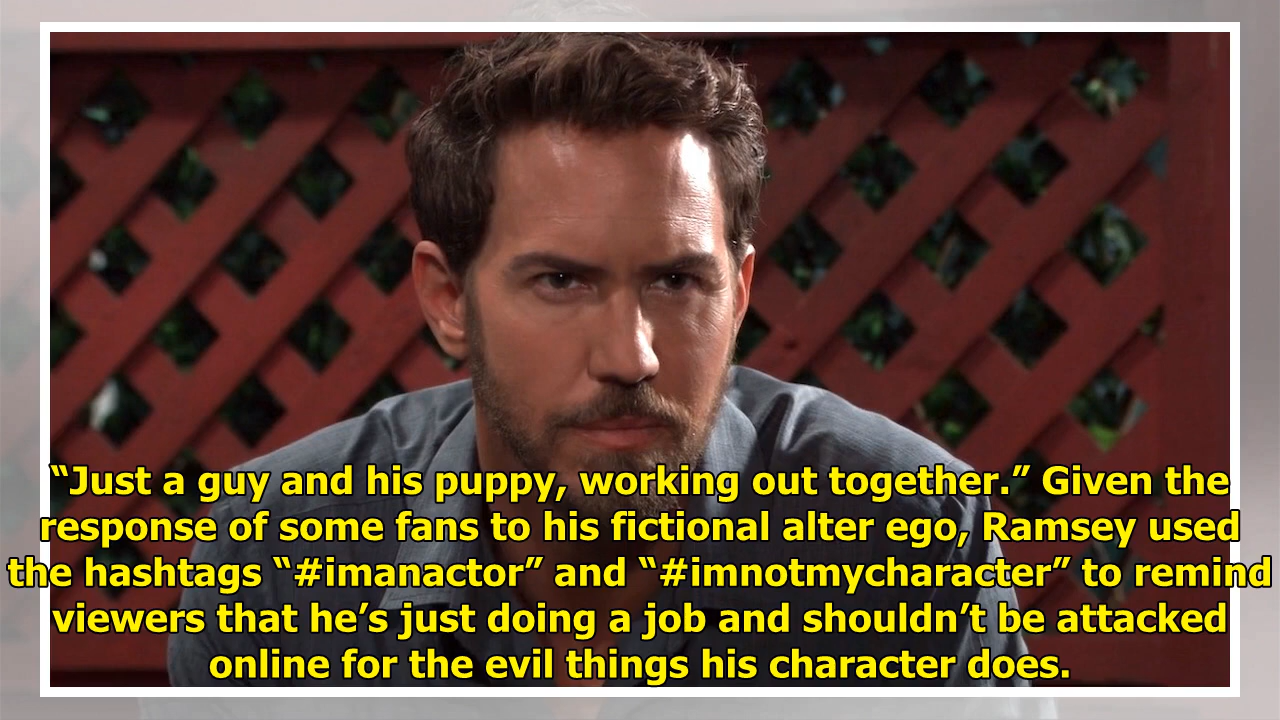 “Just a guy and his puppy, working out together.” Given the
response of some fans to his fictional alter ego, Ramsey used
the hashtags “#imanactor” and “#imnotmycharacter” to remind
viewers that he’s just doing a job and shouldn’t be attacked
online for the evil things his character does.